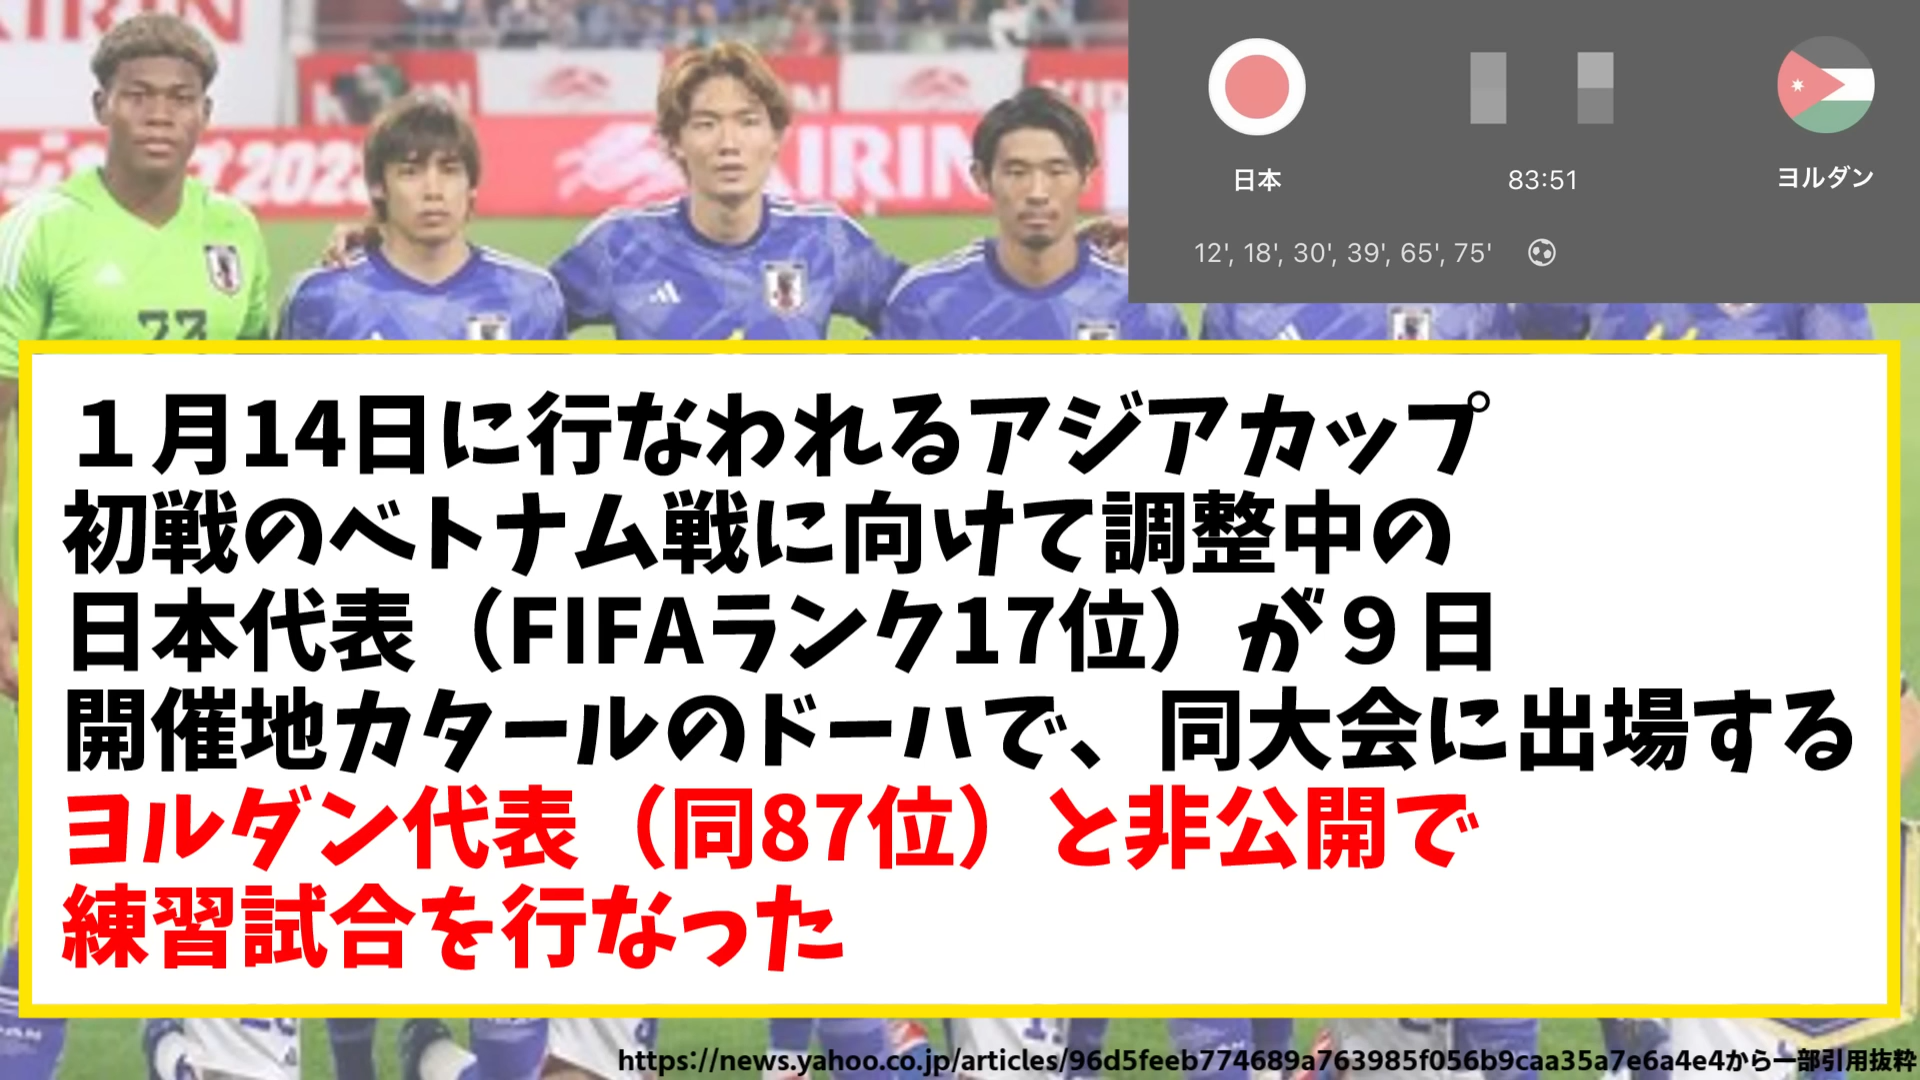 KIRIN
KIRIN
KIRIN
23
日本
83:51
ヨルダン
12', 18', 30', 39', 65', 75'
１月14日に行なわれるアジアカップ
初戦のベトナム戦に向けて調整中の
日本代表（FIFAランク17位）が９日
開催地カタールのドーハで、同大会に出場する
ヨルダン代表（同87位）と非公開で
練習試合を行なった
https://news.yahoo.co.jp/articles/96d5feeb774689a763985f056b9caa35a7e6a4e4から一部引用抜粋